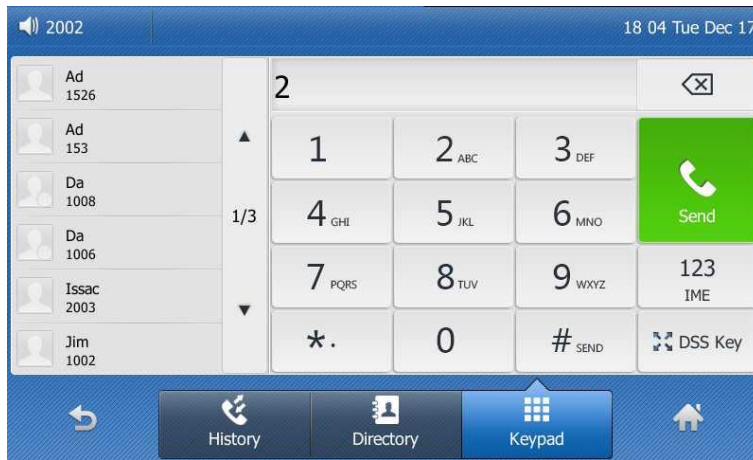 2002
18 04 Tue Dec 17
Ad
1526
Ad
153
Da
1008
Da
1006
Issac
2003
Jim
1002
1/3
2
1
2 ABC
3 DEF
4 GHI
5 JKL
6 MNO
7 PQRS
8 TUV
9 WXYZ
*.
0
# SEND
Send
123
IME
DSS Key
History
Directory
Keypad